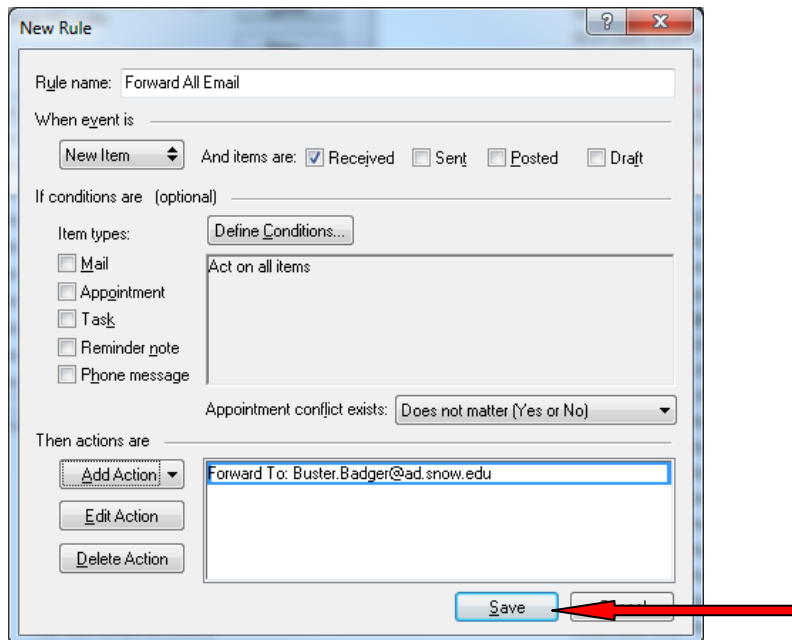 New Rule
Rule name: Forward All Email
When event is
New Item And items are: Received Sent Posted Draft
If conditions are (optional)
Item types: Define Conditions...
Mail
Act on all items
Appointment
Task
Reminder note
Phone message
Appointment conflict exists: Does not matter (Yes or No)
Then actions are
Add Action
Forward To: Buster.Badger@ad.snow.edu
Edit Action
Delete Action
Save